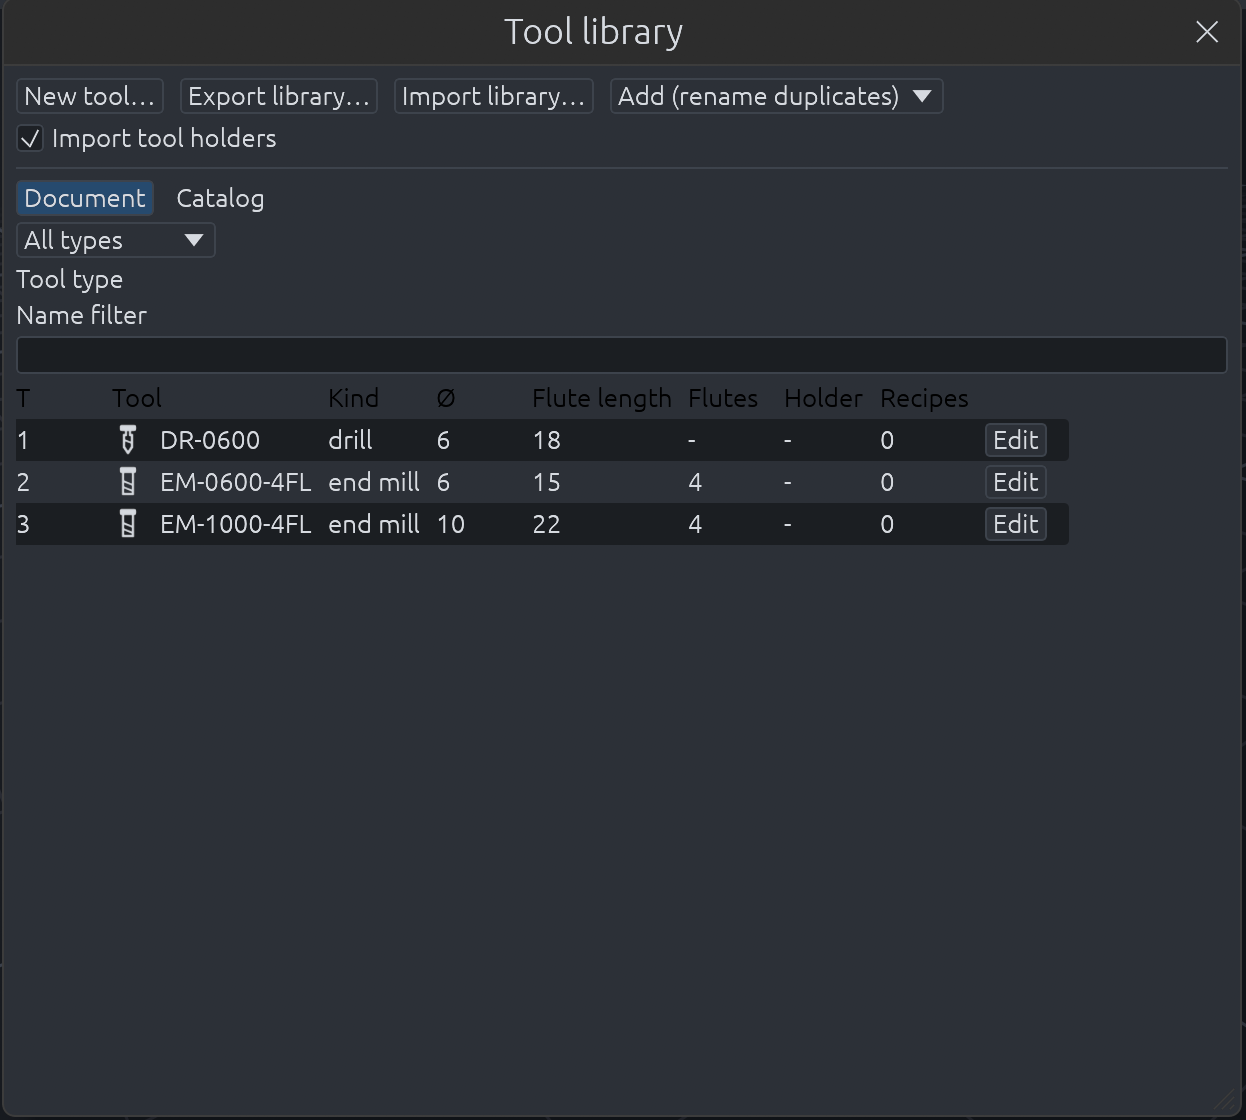 Tool library
New tool... Export library... Import library... Add (rename duplicates)
Import tool holders
Document Catalog
All types
Tool type
Name filter
T Tool Kind Ø Flute length Flutes Holder Recipes
1 DR-0600 drill 6 18 - - 0 Edit
2 EM-0600-4FL end mill 6 15 4 - 0 Edit
3 EM-1000-4FL end mill 10 22 4 - 0 Edit